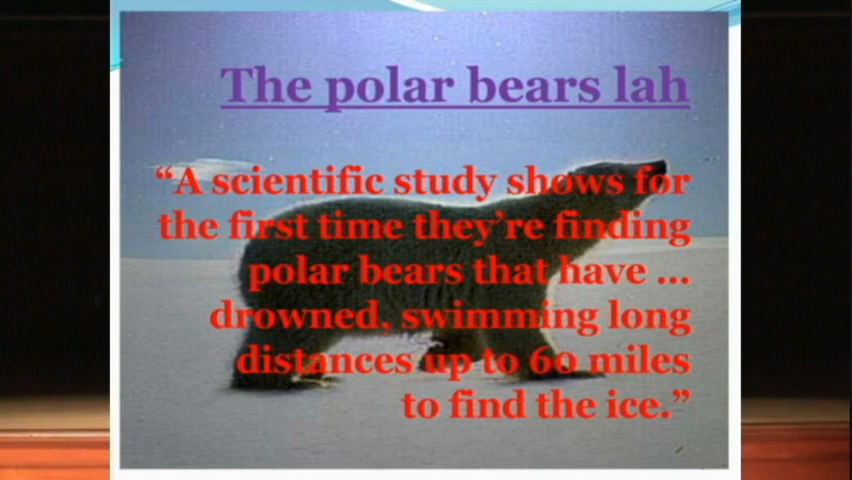 The polar bears lah
“A scientific study shows for
the first time they’re finding
polar bears that have ...
drowned, swimming long
distances up to 60 miles
to find the ice.”